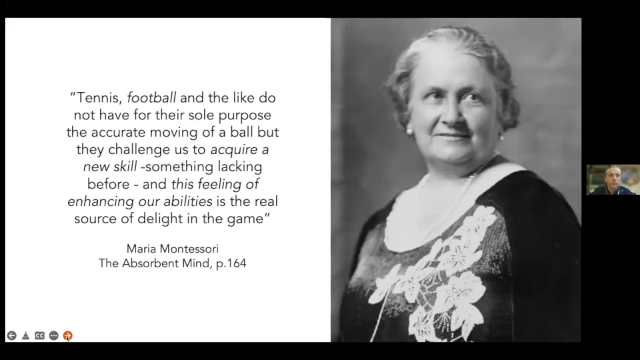 "Tennis, football and the like do
not have for their sole purpose
the accurate moving of a ball but
they challenge us to acquire a
new skill -something lacking
before - and this feeling of
enhancing our abilities is the real
source of delight in the game"
Maria Montessori
The Absorbent Mind, p.164
CC